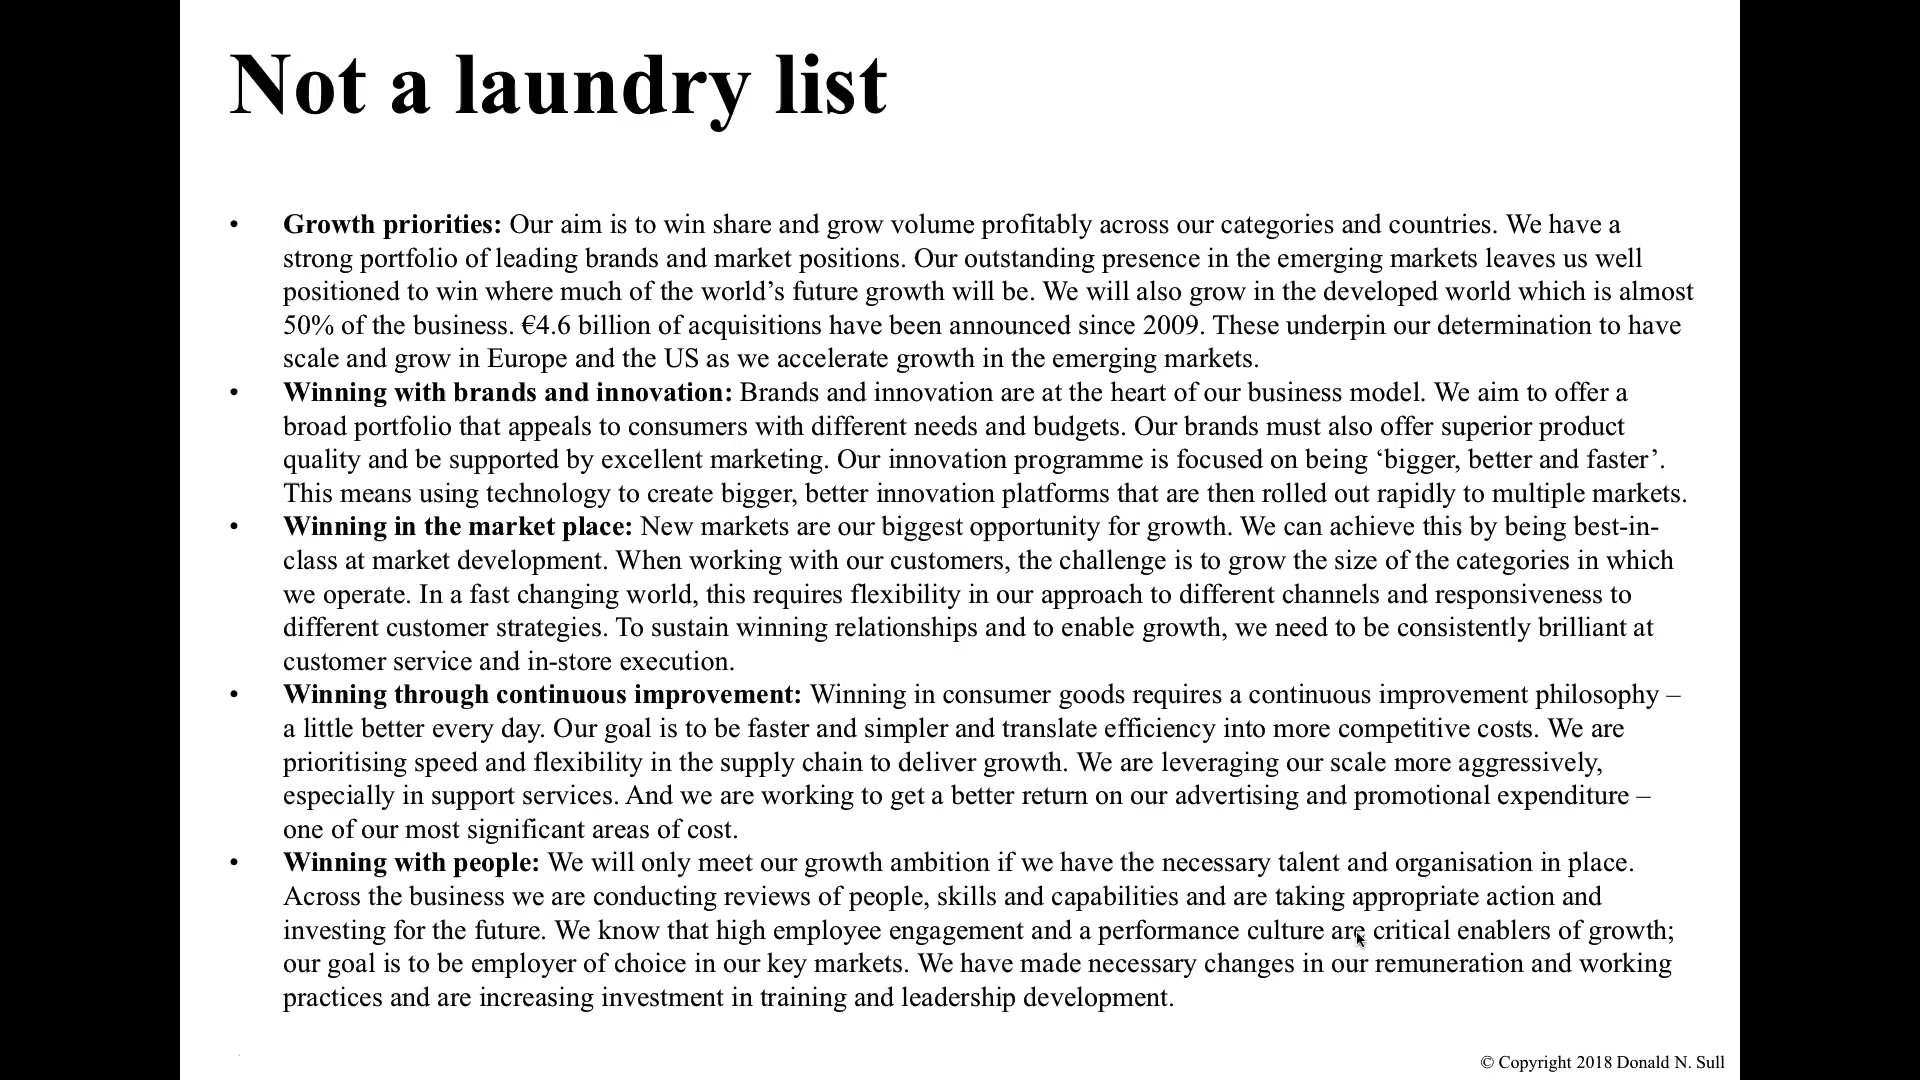 Not a laundry list
• Growth priorities: Our aim is to win share and grow volume profitably across our categories and countries. We have a
strong portfolio of leading brands and market positions. Our outstanding presence in the emerging markets leaves us well
positioned to win where much of the world’s future growth will be. We will also grow in the developed world which is almost
50% of the business. €4.6 billion of acquisitions have been announced since 2009. These underpin our determination to have
scale and grow in Europe and the US as we accelerate growth in the emerging markets.
• Winning with brands and innovation: Brands and innovation are at the heart of our business model. We aim to offer a
broad portfolio that appeals to consumers with different needs and budgets. Our brands must also offer superior product
quality and be supported by excellent marketing. Our innovation programme is focused on being ‘bigger, better and faster’.
This means using technology to create bigger, better innovation platforms that are then rolled out rapidly to multiple markets.
• Winning in the market place: New markets are our biggest opportunity for growth. We can achieve this by being best-in-
class at market development. When working with our customers, the challenge is to grow the size of the categories in which
we operate. In a fast changing world, this requires flexibility in our approach to different channels and responsiveness to
different customer strategies. To sustain winning relationships and to enable growth, we need to be consistently brilliant at
customer service and in-store execution.
• Winning through continuous improvement: Winning in consumer goods requires a continuous improvement philosophy –
a little better every day. Our goal is to be faster and simpler and translate efficiency into more competitive costs. We are
prioritising speed and flexibility in the supply chain to deliver growth. We are leveraging our scale more aggressively,
especially in support services. And we are working to get a better return on our advertising and promotional expenditure –
one of our most significant areas of cost.
• Winning with people: We will only meet our growth ambition if we have the necessary talent and organisation in place.
Across the business we are conducting reviews of people, skills and capabilities and are taking appropriate action and
investing for the future. We know that high employee engagement and a performance culture are critical enablers of growth;
our goal is to be employer of choice in our key markets. We have made necessary changes in our remuneration and working
practices and are increasing investment in training and leadership development.
© Copyright 2018 Donald N. Sull